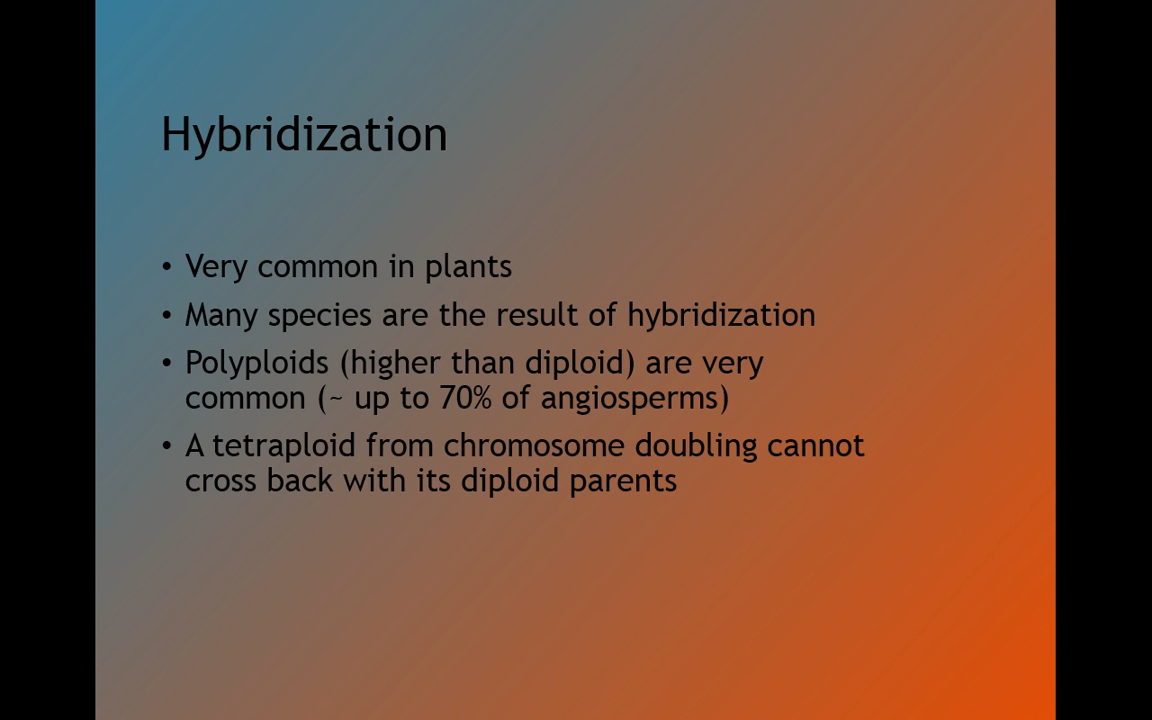 Hybridization
• Very common in plants
• Many species are the result of hybridization
• Polyploids (higher than diploid) are very
common (~ up to 70% of angiosperms)
• A tetraploid from chromosome doubling cannot
cross back with its diploid parents